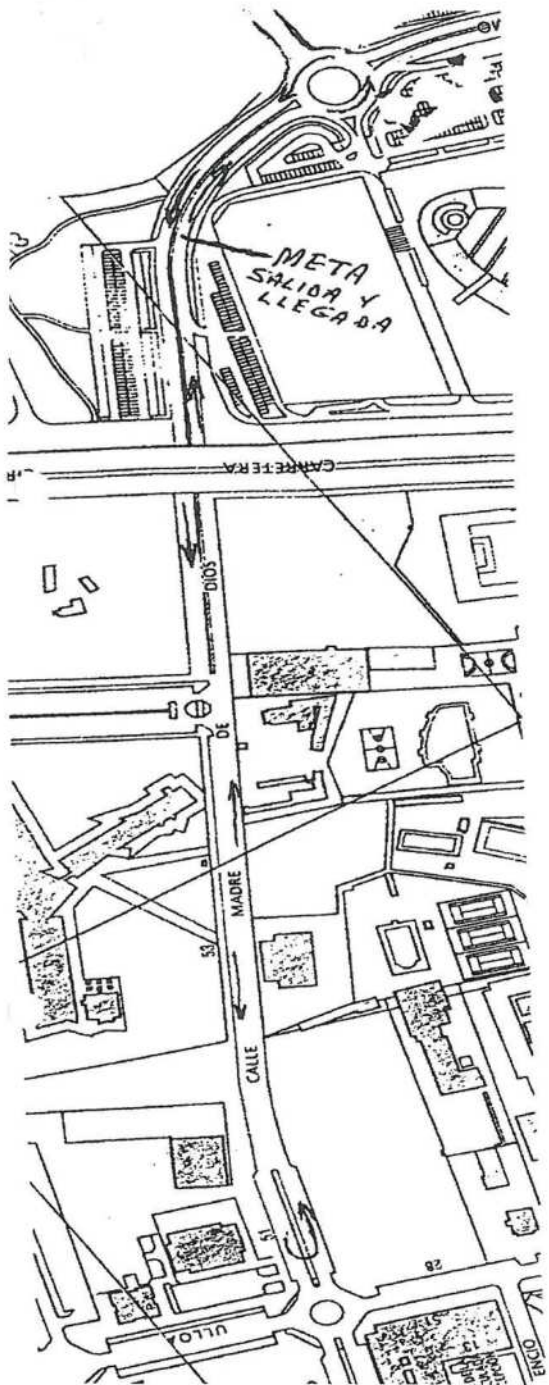 META
SALIDA Y
LLEGADA
CARRETERA
DIOS
DE
MADRE
53
CALLE
51
28
ULLOA
ENCIO